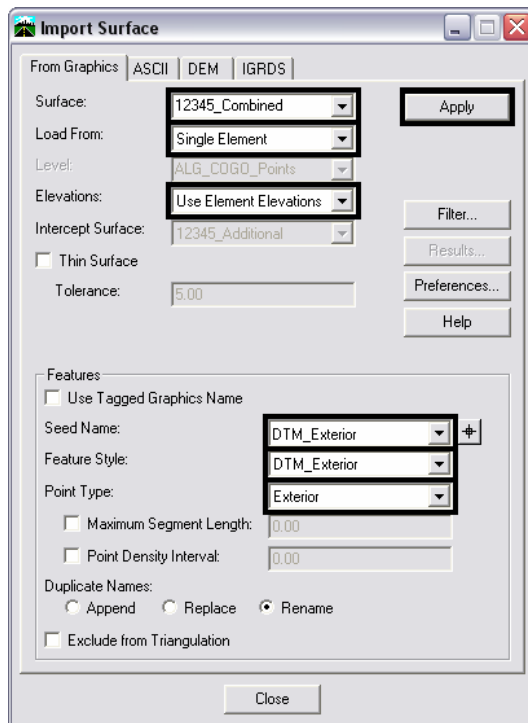 Import Surface
From Graphics ASCII DEM IGRDS
Surface: 12345_Combined Apply
Load From: Single Element
Level: ALG_COGO_Points
Elevations: Use Element Elevations Filter...
Intercept Surface: 12345_Additional Results...
Thin Surface
Tolerance: 5.00 Preferences...
Help
Features
Use Tagged Graphics Name
Seed Name: DTM_Exterior
Feature Style: DTM_Exterior
Point Type: Exterior
Maximum Segment Length: 0.00
Point Density Interval: 0.00
Duplicate Names:
Append Replace Rename
Exclude from Triangulation
Close